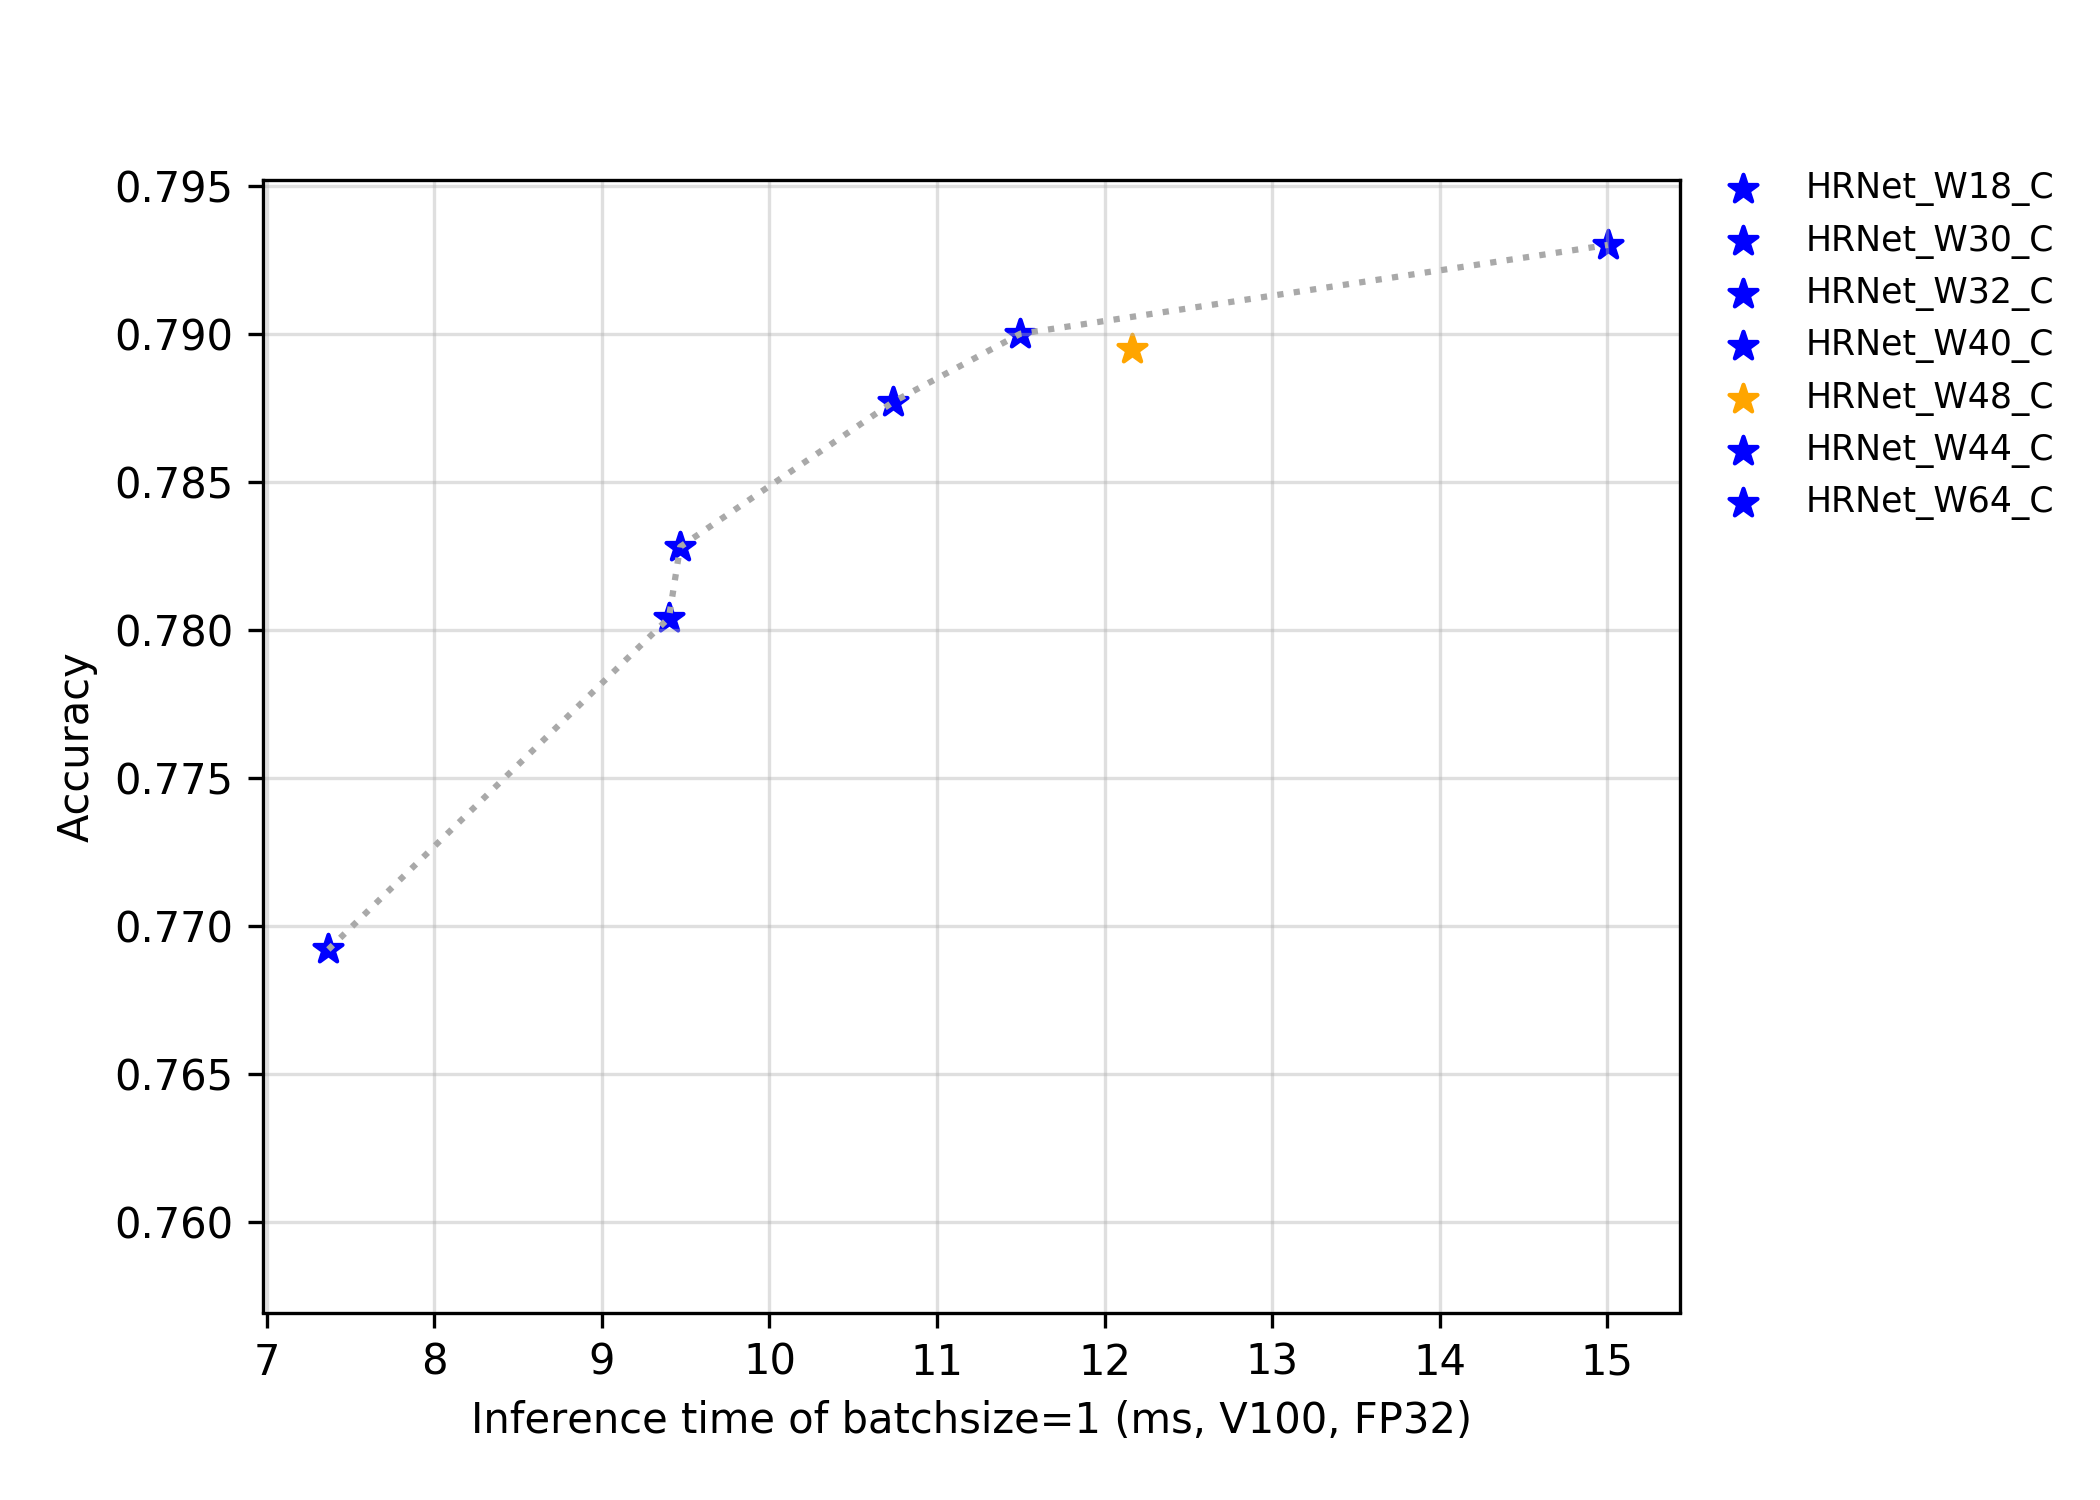 0.795
0.790
0.785
0.780
0.775
0.770
0.765
0.760
Accuracy
7 8 9 10 11 12 13 14 15
Inference time of batchsize=1 (ms, V100, FP32)
HRNet_W18_C
HRNet_W30_C
HRNet_W32_C
HRNet_W40_C
HRNet_W48_C
HRNet_W44_C
HRNet_W64_C